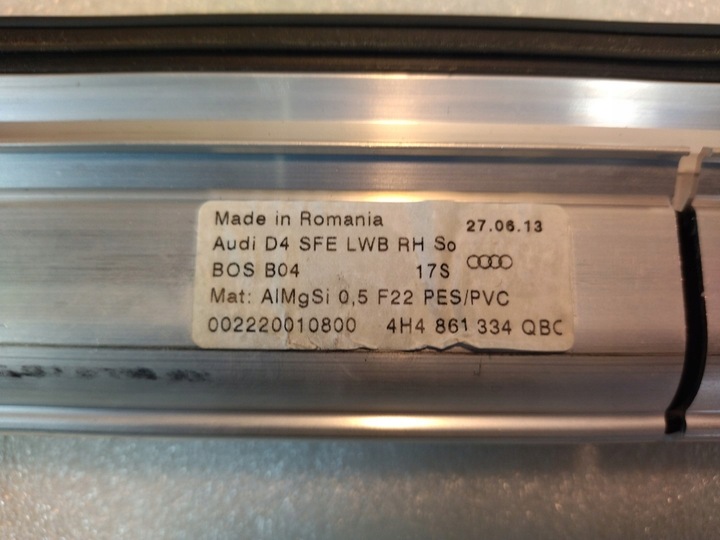 Made in Romania 27.06.13
Audi D4 SFE LWB RH So
BOS B04 17S
Mat: AlMgSi 0,5 F22 PES/PVC
002220010800 4H4 861 334 QBC